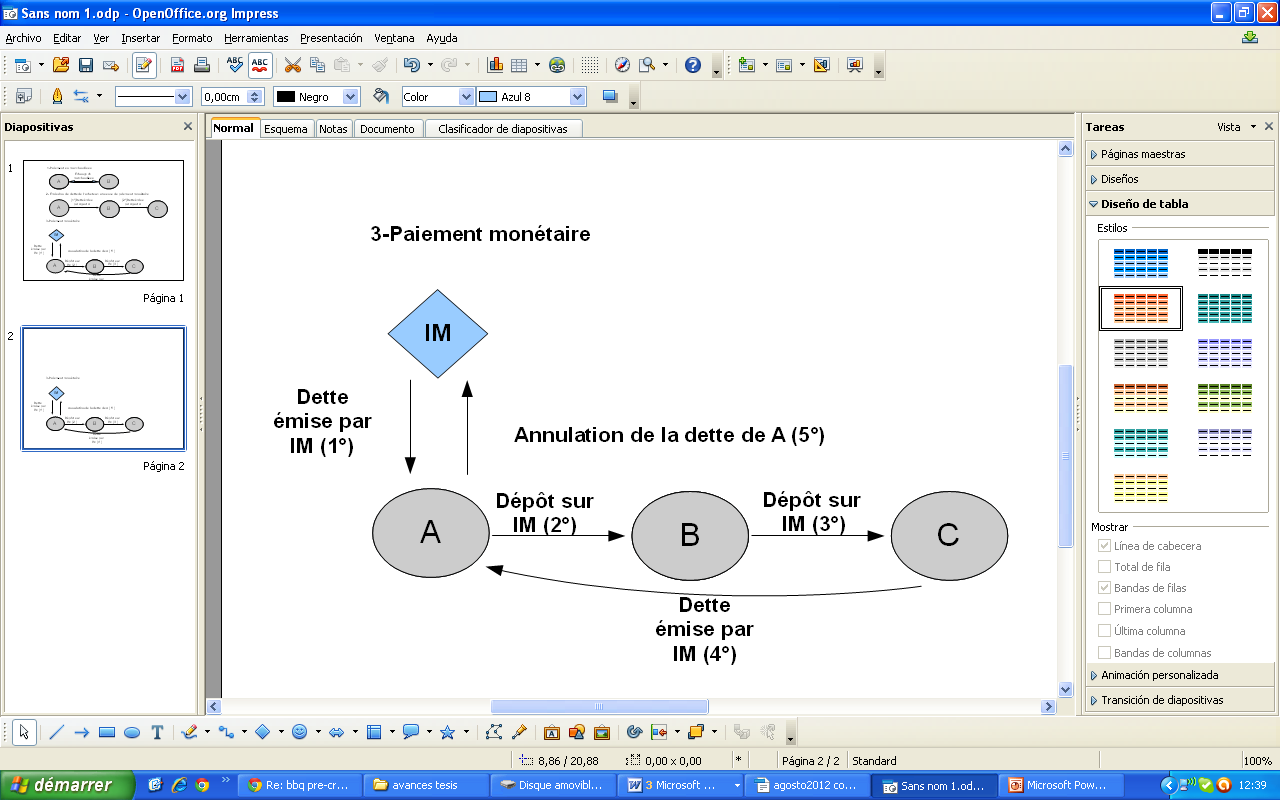 Sans nom 1.odp - OpenOffice.org Impress
Archivo Editar Ver Insertar Formato Herramientas Presentación Ventana Ayuda
ABC ABC
0,00cm Negro Color Azul 8
Diapositivas
1
Página 1
2
Página 2
Normal Esquema Notas Documento Clasificador de diapositivas
3-Paiement monétaire
IM
Dette
émise par
IM (1°)
Annulation de la dette de A (5°)
Dépôt sur
IM (2°)
Dépôt sur
IM (3°)
A
B
C
Dette
émise par
IM (4°)
Tareas Vista
Páginas maestras
Diseños
Diseño de tabla
Estilos
Mostrar
Línea de cabecera
Total de fila
Bandas de filas
Primera columna
Última columna
Bandas de columnas
Animación personalizada
Transición de diapositivas
8,86 / 20,88 0,00 x 0,00 * Página 2 / 2 Standard 100%
démarrer Re: bbq pre-cr... avances tesis Disque amovibl... 3 Microsoft ... agosto2012 co... Sans nom 1.od... Microsoft Pow... 12:39